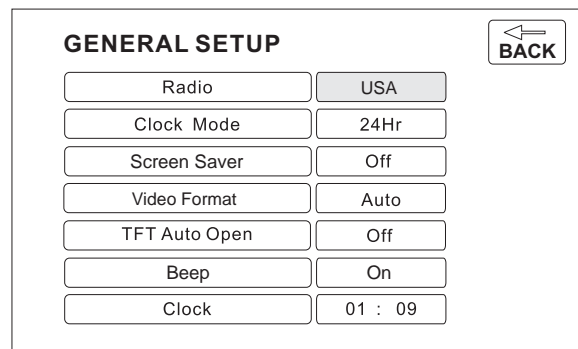 GENERAL SETUP
BACK
Radio USA
Clock Mode 24Hr
Screen Saver Off
Video Format Auto
TFT Auto Open Off
Beep On
Clock 01 : 09